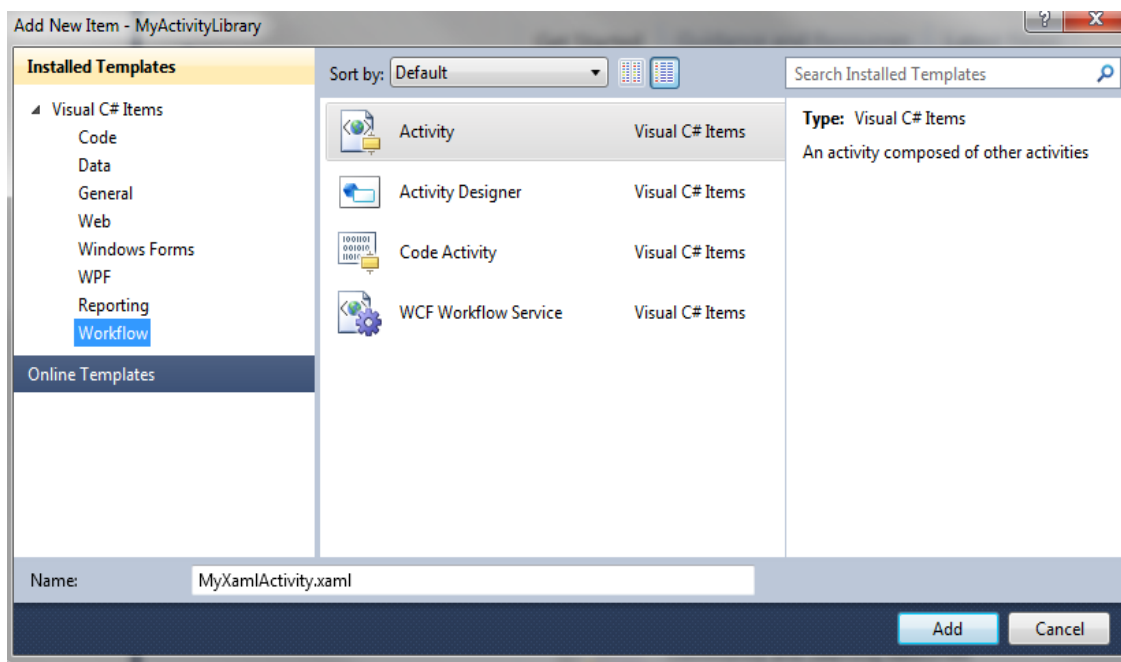 Add New Item - MyActivityLibrary
Installed Templates
Visual C# Items
Code
Data
General
Web
Windows Forms
WPF
Reporting
Workflow
Online Templates
Sort by: Default
Activity Visual C# Items
Activity Designer Visual C# Items
Code Activity Visual C# Items
WCF Workflow Service Visual C# Items
Search Installed Templates
Type: Visual C# Items
An activity composed of other activities
Name: MyXamlActivity.xaml
Add Cancel